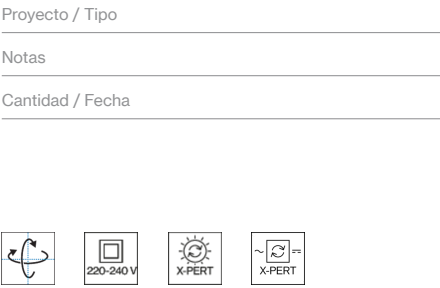 Proyecto / Tipo
Notas
Cantidad / Fecha
220-240 V
X-PERT
X-PERT